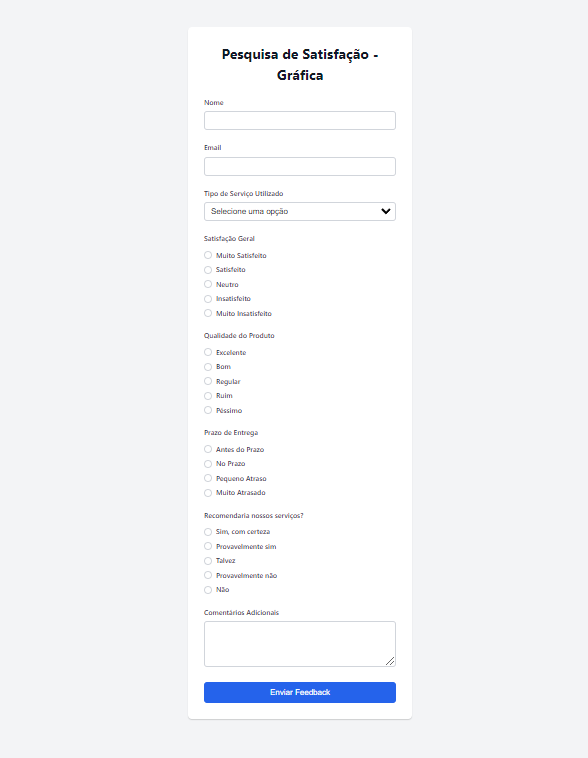 Pesquisa de Satisfação -
Gráfica
Nome
Email
Tipo de Serviço Utilizado
Selecione uma opção
Satisfação Geral
Muito Satisfeito
Satisfeito
Neutro
Insatisfeito
Muito Insatisfeito
Qualidade do Produto
Excelente
Bom
Regular
Ruim
Péssimo
Prazo de Entrega
Antes do Prazo
No Prazo
Pequeno Atraso
Muito Atrasado
Recomendaria nossos serviços?
Sim, com certeza
Provavelmente sim
Talvez
Provavelmente não
Não
Comentários Adicionais
Enviar Feedback